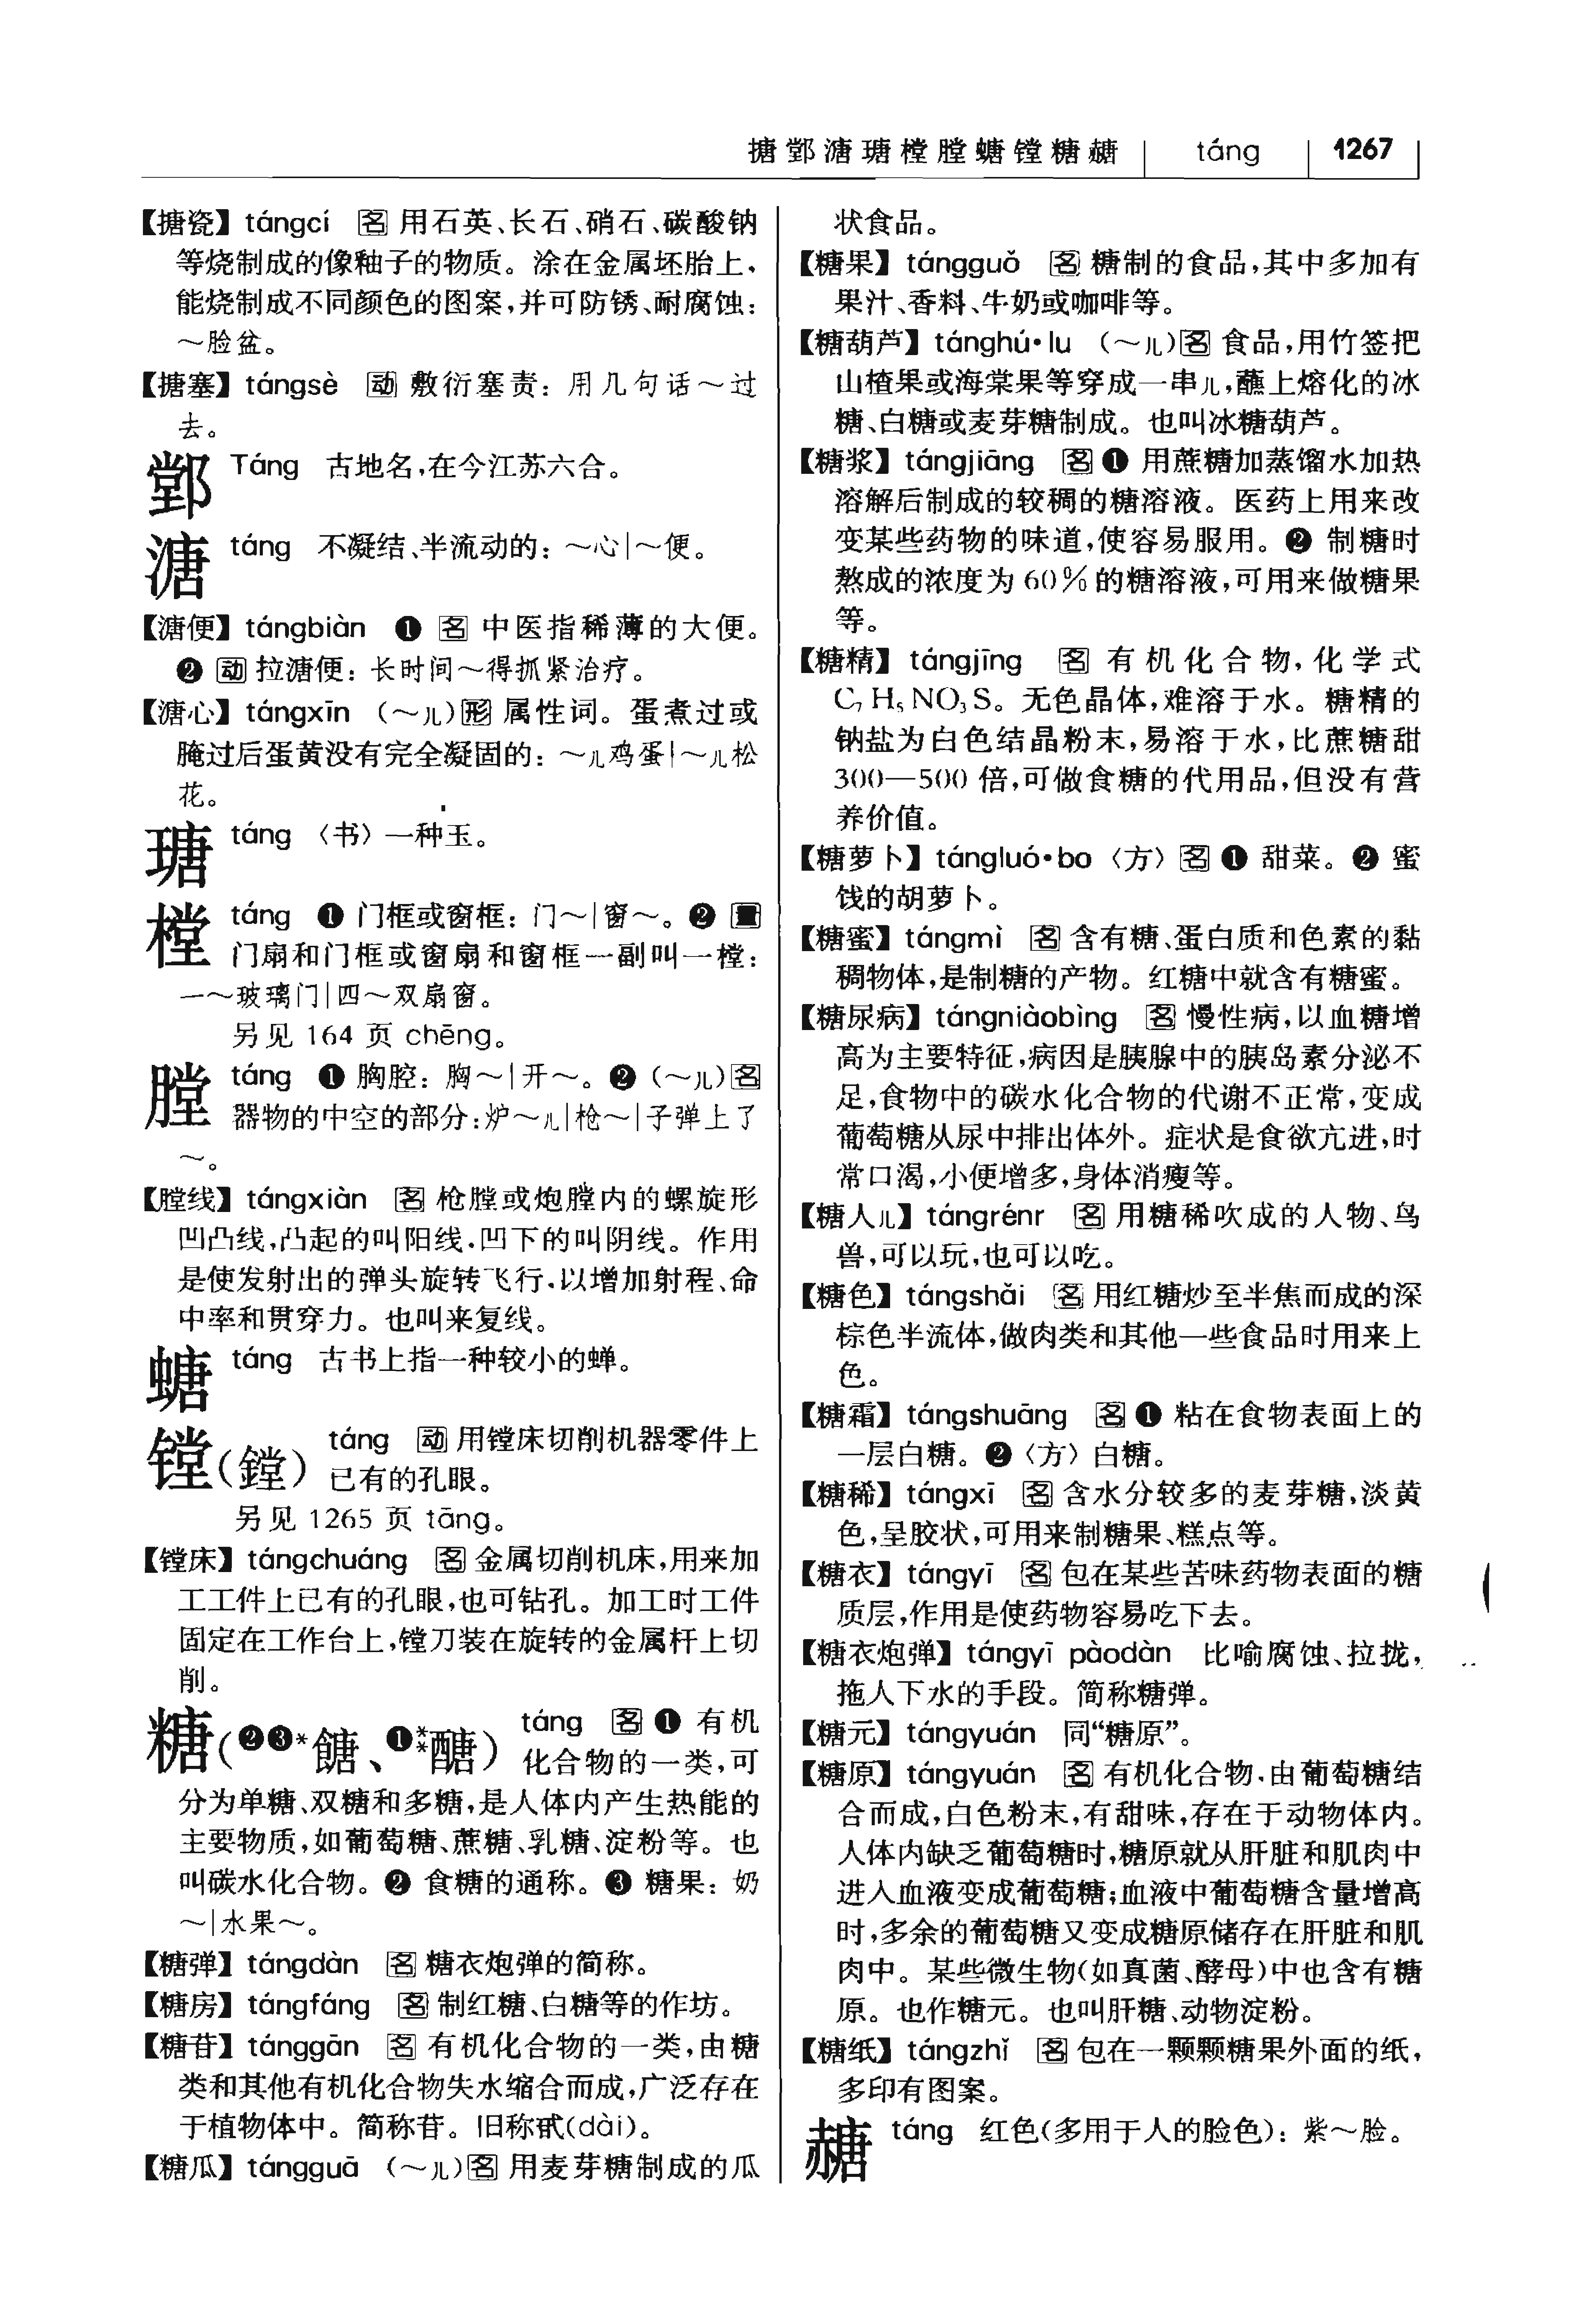 搪鄧溏瑭樘膛螗镗糖赯 táng 1267
【搪瓷】tángcí 名 用石英、长石、硝石、碳酸钠
等烧制成的像釉子的物质。涂在金属坯胎上,
能烧制成不同颜色的图案,并可防锈、耐腐蚀:
～脸盆。
【搪塞】tángsè 动 敷衍塞责: 用几句话～过
去。
鄌 Táng 古地名,在今江苏六合。
溏 táng 不凝结、半流动的: ～心|～便。
【溏便】tángbiàn ❶ 名 中医指稀薄的大便。
❷ 动 拉溏便: 长时间～得抓紧治疗。
【溏心】tángxīn (～儿)形 属性词。蛋煮过或
腌过后蛋黄没有完全凝固的: ～儿鸡蛋|～儿松
花。
瑭 táng 〈书〉一种玉。
樘 táng ❶ 门框或窗框: 门～|窗～。❷ 量
门扇和门框或窗扇和窗框一副叫一樘:
一～玻璃门|四～双扇窗。
另见 164 页 chēng。
膛 táng ❶ 胸腔: 胸～|开～。❷ (～儿)名
器物的中空的部分:炉～儿|枪～|子弹上了
～。
【膛线】tángxiàn 名 枪膛或炮膛内的螺旋形
凹凸线,凸起的叫阳线,凹下的叫阴线。作用
是使发射出的弹头旋转飞行,以增加射程、命
中率和贯穿力。也叫来复线。
螗 táng 古书上指一种较小的蝉。
镗(鏜) táng 动 用镗床切削机器零件上
已有的孔眼。
另见 1265 页 tāng。
【镗床】tángchuáng 名 金属切削机床,用来加
工工件上已有的孔眼,也可钻孔。加工时工件
固定在工作台上,镗刀装在旋转的金属杆上切
削。
糖(❷❸*餹、❶**醣) táng 名 ❶ 有机
化合物的一类,可
分为单糖、双糖和多糖,是人体内产生热能的
主要物质,如葡萄糖、蔗糖、乳糖、淀粉等。也
叫碳水化合物。❷ 食糖的通称。❸ 糖果: 奶
～|水果～。
【糖弹】tángdàn 名 糖衣炮弹的简称。
【糖房】tángfáng 名 制红糖、白糖等的作坊。
【糖苷】tánggān 名 有机化合物的一类,由糖
类和其他有机化合物失水缩合而成,广泛存在
于植物体中。简称苷。旧称甙(dài)。
【糖瓜】tángguā (～儿)名 用麦芽糖制成的瓜
状食品。
【糖果】tángguǒ 名 糖制的食品,其中多加有
果汁、香料、牛奶或咖啡等。
【糖葫芦】tánghú•lu (～儿)名 食品,用竹签把
山楂果或海棠果等穿成一串儿,蘸上熔化的冰
糖、白糖或麦芽糖制成。也叫冰糖葫芦。
【糖浆】tángjiāng 名 ❶ 用蔗糖加蒸馏水加热
溶解后制成的较稠的糖溶液。医药上用来改
变某些药物的味道,使容易服用。❷ 制糖时
熬成的浓度为 60% 的糖溶液,可用来做糖果
等。
【糖精】tángjīng 名 有机化合物,化学式
C₇H₅NO₃S。无色晶体,难溶于水。糖精的
钠盐为白色结晶粉末,易溶于水,比蔗糖甜
300—500 倍,可做食糖的代用品,但没有营
养价值。
【糖萝卜】tángluó•bo 〈方〉 名 ❶ 甜菜。❷ 蜜
饯的胡萝卜。
【糖蜜】tángmì 名 含有糖、蛋白质和色素的黏
稠物体,是制糖的产物。红糖中就含有糖蜜。
【糖尿病】tángniàobìng 名 慢性病,以血糖增
高为主要特征,病因是胰腺中的胰岛素分泌不
足,食物中的碳水化合物的代谢不正常,变成
葡萄糖从尿中排出体外。症状是食欲亢进,时
常口渴,小便增多,身体消瘦等。
【糖人儿】tángrénr 名 用糖稀吹成的人物、鸟
兽,可以玩,也可以吃。
【糖色】tángshǎi 名 用红糖炒至半焦而成的深
棕色半流体,做肉类和其他一些食品时用来上
色。
【糖霜】tángshuāng 名 ❶ 粘在食物表面上的
一层白糖。❷〈方〉白糖。
【糖稀】tángxī 名 含水分较多的麦芽糖,淡黄
色,呈胶状,可用来制糖果、糕点等。
【糖衣】tángyī 名 包在某些苦味药物表面的糖
质层,作用是使药物容易吃下去。
【糖衣炮弹】tángyī pàodàn 比喻腐蚀、拉拢,
拖人下水的手段。简称糖弹。
【糖元】tángyuán 同“糖原”。
【糖原】tángyuán 名 有机化合物,由葡萄糖结
合而成,白色粉末,有甜味,存在于动物体内。
人体内缺乏葡萄糖时,糖原就从肝脏和肌肉中
进入血液变成葡萄糖;血液中葡萄糖含量增高
时,多余的葡萄糖又变成糖原储存在肝脏和肌
肉中。某些微生物(如真菌、酵母)中也含有糖
原。也作糖元。也叫肝糖、动物淀粉。
【糖纸】tángzhǐ 名 包在一颗颗糖果外面的纸,
多印有图案。
赯 táng 红色(多用于人的脸色): 紫～脸。